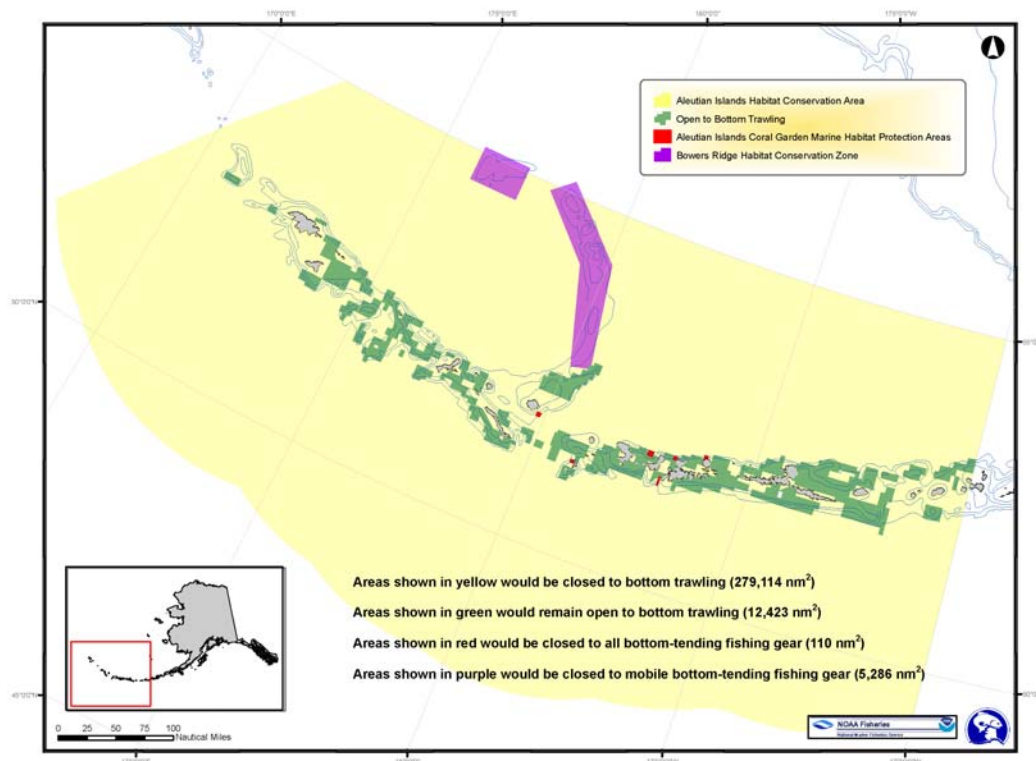 Aleutian Islands Habitat Conservation Area
Open to Bottom Trawling
Aleutian Islands Coral Garden Marine Habitat Protection Areas
Bowers Ridge Habitat Conservation Zone
Areas shown in yellow would be closed to bottom trawling (279,114 nm²)
Areas shown in green would remain open to bottom trawling (12,423 nm²)
Areas shown in red would be closed to all bottom-tending fishing gear (110 nm²)
Areas shown in purple would be closed to mobile bottom-tending fishing gear (5,286 nm²)
0 25 50 75 100
Nautical Miles
NOAA Fisheries
National Marine Fisheries Service